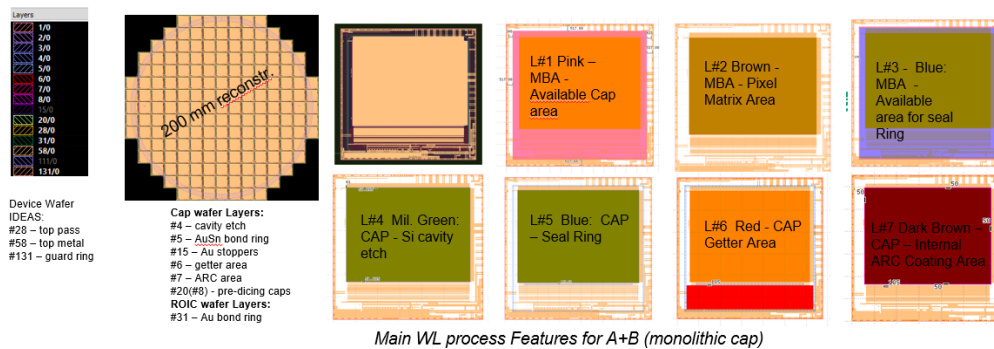 Layers
1/0
2/0
3/0
4/0
5/0
6/0
7/0
8/0
15/0
20/0
28/0
31/0
58/0
111/0
131/0
Device Wafer
IDEAS:
#28 – top pass
#58 – top metal
#131 – guard ring
200 mm reconstr.
Cap wafer Layers:
#4 – cavity etch
#5 – AuSn bond ring
#15 – Au stoppers
#6 – getter area
#7 – ARC area
#20(#8) - pre-dicing caps
ROIC wafer Layers:
#31 – Au bond ring
L#1 Pink –
MBA -
Available Cap
area
L#2 Brown -
MBA - Pixel
Matrix Area
L#3 - Blue:
MBA -
Available
area for seal
Ring
L#4 Mil. Green:
CAP - Si cavity
etch
L#5 Blue: CAP
– Seal Ring
L#6 Red - CAP
Getter Area
L#7 Dark Brown –
CAP – Internal
ARC Coating Area
50
50
50
Main WL process Features for A+B (monolithic cap)